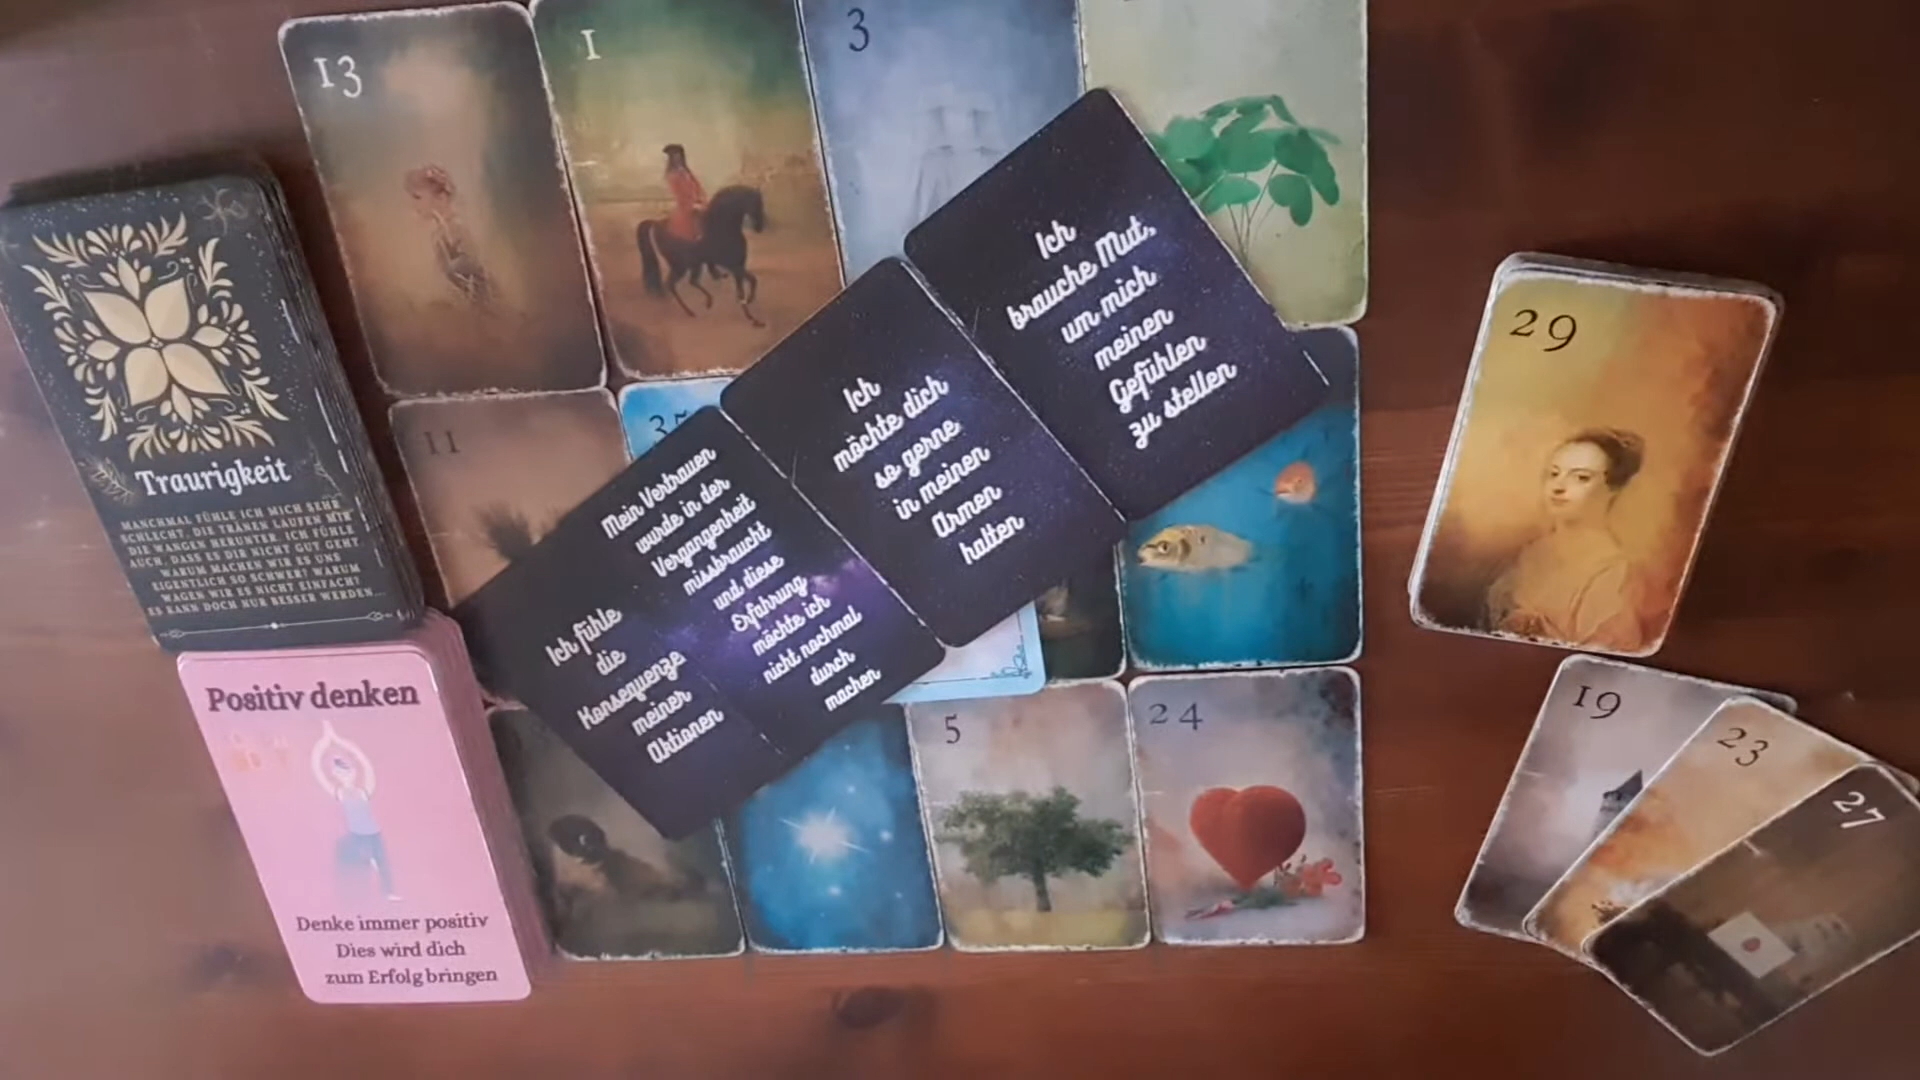 13
1
3
11
35
Traurigkeit
MANCHMAL FÜHLE ICH MICH SEHR
SCHLECHT, DIE TRÄNEN LAUFEN MIR
DIE WANGEN HERUNTER. ICH FÜHLE
AUCH, DASS ES DIR NICHT GUT GEHT.
WARUM MACHEN WIR ES UNS
EIGENTLICH SO SCHWER? WARUM
WAGEN WIR ES NICHT EINFACH?
ES KANN DOCH NUR BESSER WERDEN...
Positiv denken
Denke immer positiv
Dies wird dich
zum Erfolg bringen
Ich fühle
die
Konsequenze
meiner
Aktionen
Mein Vertrauen
wurde in der
Vergangenheit
missbraucht
und diese
Erfahrung
möchte ich
nicht nochmal
durch
machen
Ich
möchte dich
so gerne
in meinen
Armen
halten
Ich
brauche Mut,
um mich
meinen
Gefühlen
zu stellen
5
24
29
19
23
27